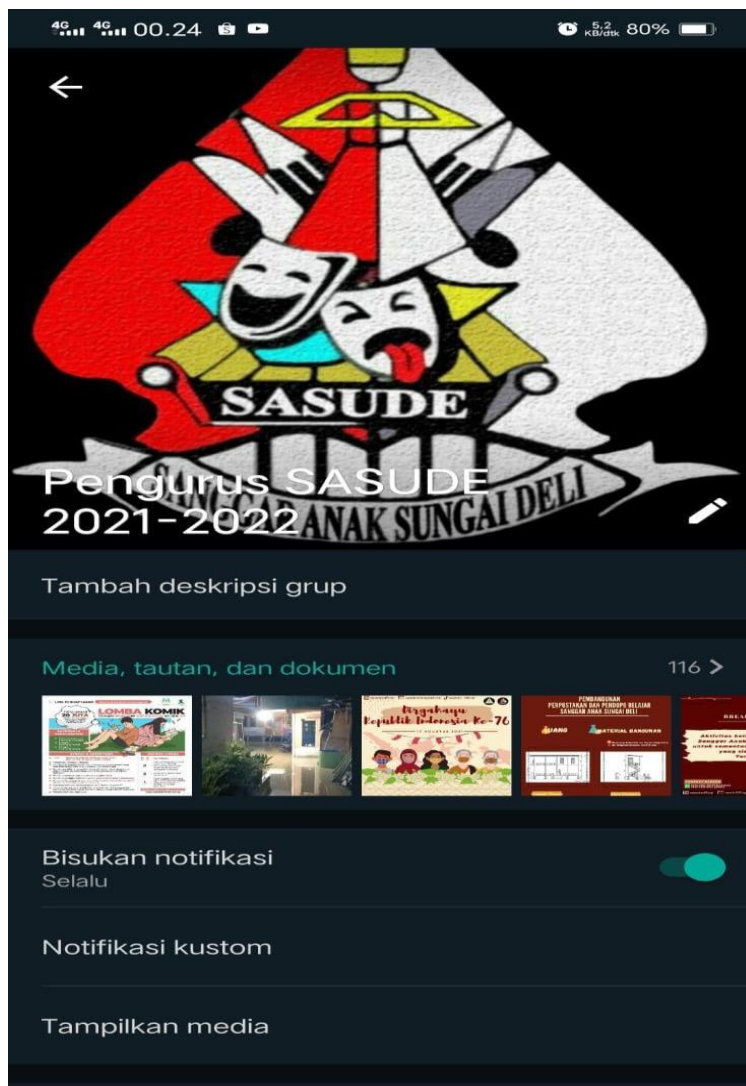 4G 4G 00.24
5,2 KB/dtk 80%
SASUDE
SANGGAR ANAK SUNGAI DELI
Pengurus SASUDE
2021-2022
Tambah deskripsi grup
Media, tautan, dan dokumen
116 >
LOMBA KOMIK
Dirgahayu
Republik Indonesia Ke-76
PEMBANGUNAN
PERPUSTAKAAN DAN PENDOPO BELAJAR
SANGGAR ANAK SUNGAI DELI
UANG
MATERIAL BANGUNAN
Bisukan notifikasi
Selalu
Notifikasi kustom
Tampilkan media